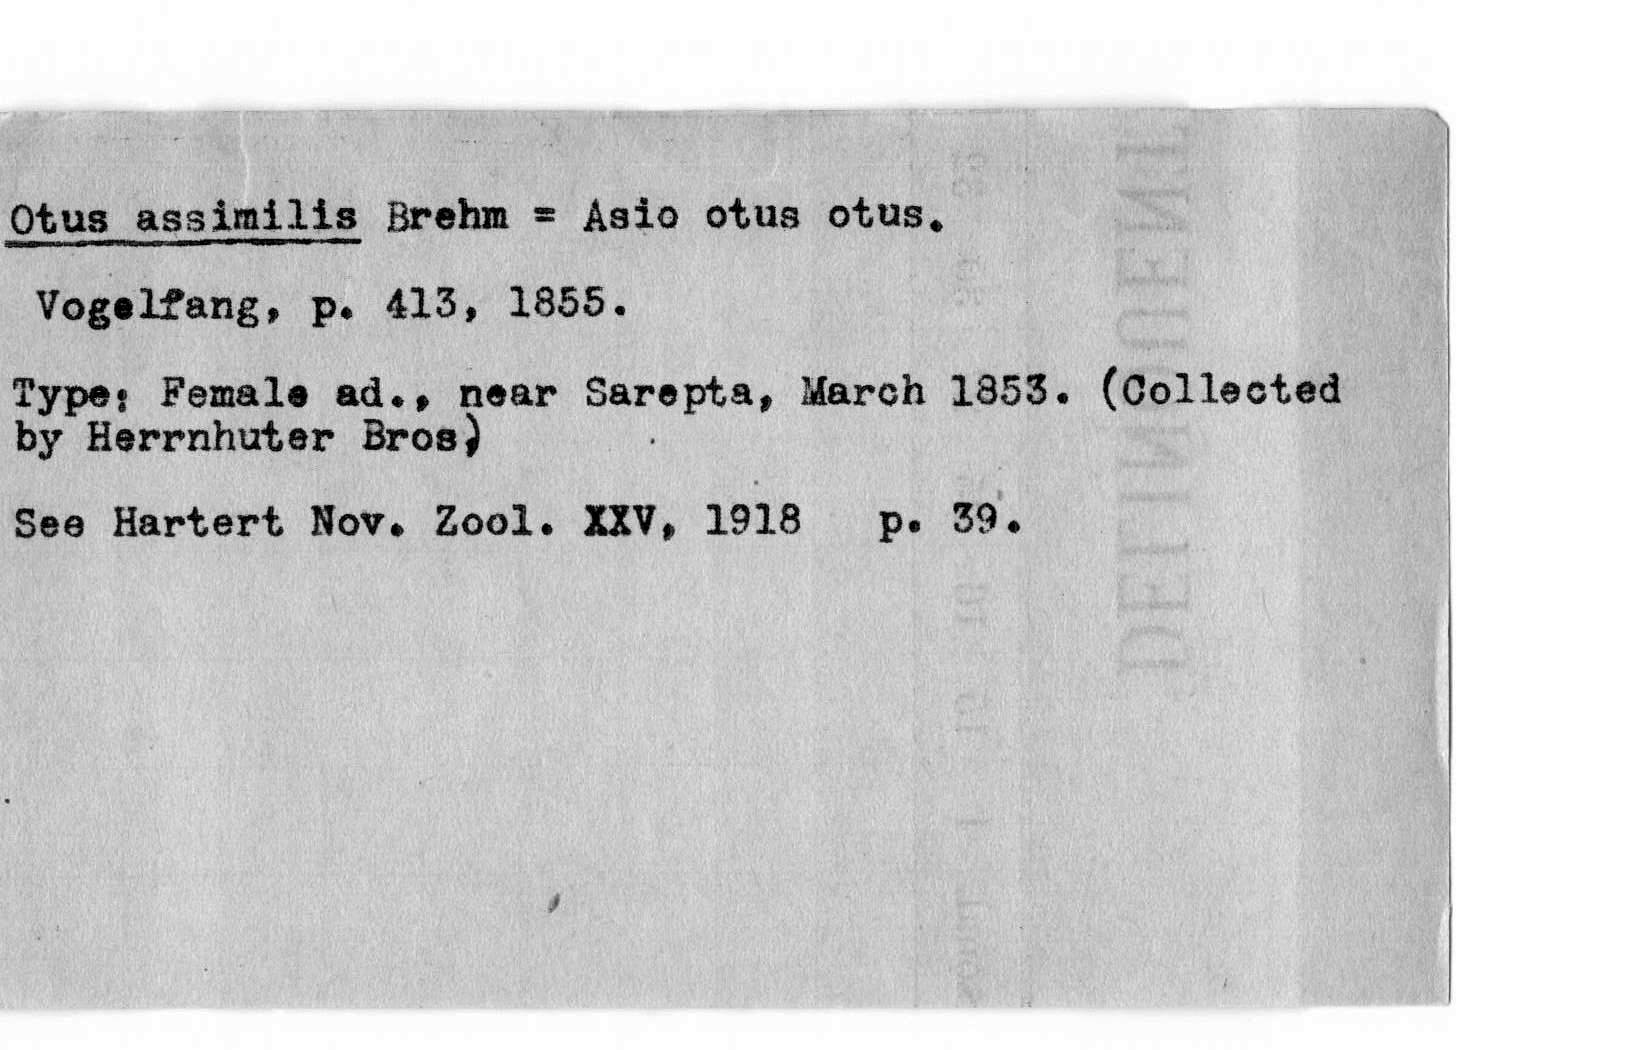 Otus assimilis Brehm = Asio otus otus.
Vogelfang, p. 413, 1855.
Type: Female ad., near Sarepta, March 1853. (Collected
by Herrnhuter Bros)
See Hartert Nov. Zool. XXV, 1918 p. 39.
DELINQUENT